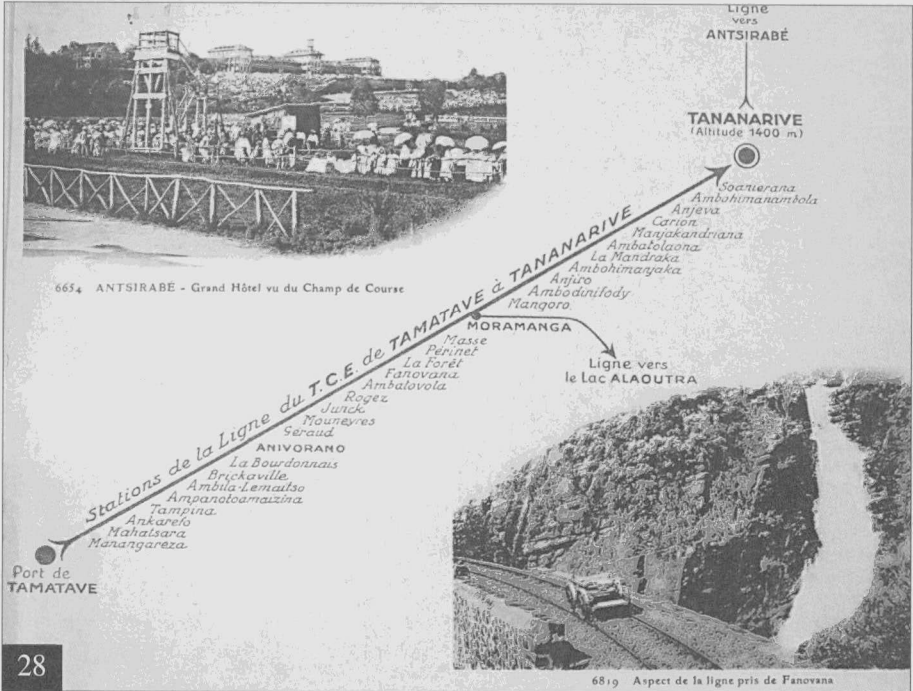 Ligne
vers
ANTSIRABÉ
TANANARIVE
(Altitude 1400 m)
Soanierana
Ambohimanambola
Anjeva
Carion
Manjakandriana
Ambatolaona
La Mandraka
Ambohimanjaka
Anjiro
Ambodinifody
Mangoro
MORAMANGA
Ligne vers
le Lac ALAOUTRA
Stations de la Ligne du T.C.E. de TAMATAVE à TANANARIVE
Masse
Périnet
La Forêt
Fanovana
Ambatovola
Rogez
Junck
Mouneyres
Géraud
ANIVORANO
La Bourdonnais
Brickaville
Ambila-Lemaitso
Ampanotoamaizina
Tampina
Ankarefo
Mahatsara
Manangareza
Port de
TAMATAVE
6654 ANTSIRABÉ - Grand Hôtel vu du Champ de Course
6819 Aspect de la ligne pris de Fanovana
28